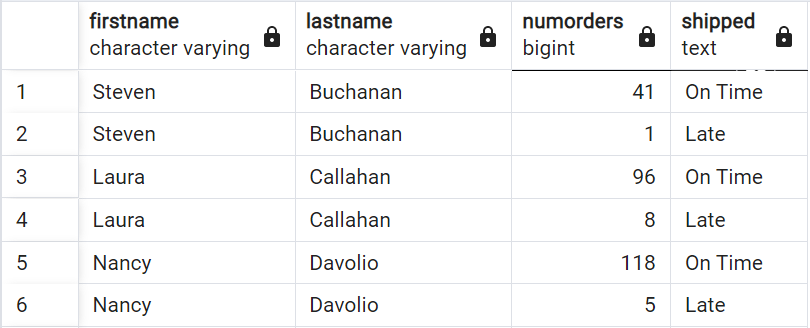 firstname lastname numorders shipped
character varying character varying bigint text
1 Steven Buchanan 41 On Time
2 Steven Buchanan 1 Late
3 Laura Callahan 96 On Time
4 Laura Callahan 8 Late
5 Nancy Davolio 118 On Time
6 Nancy Davolio 5 Late